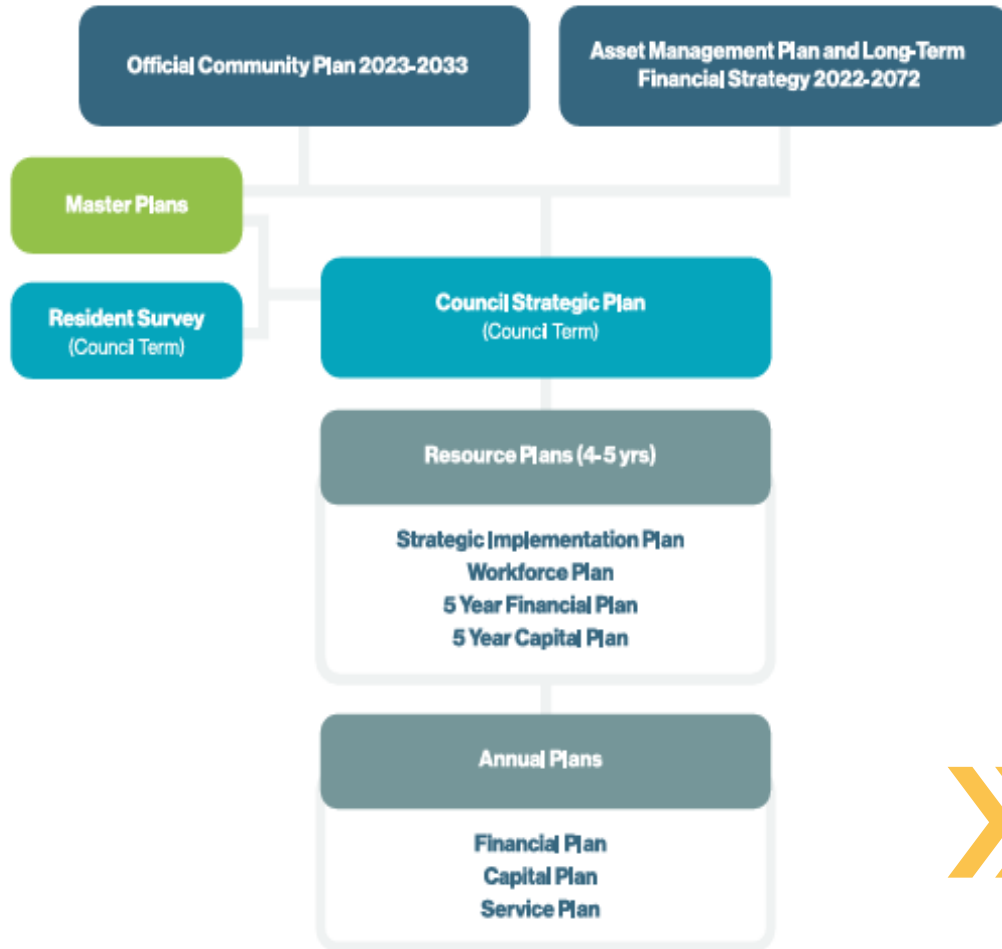 Official Community Plan 2023-2033
Asset Management Plan and Long-Term
Financial Strategy 2022-2072
Master Plans
Resident Survey
(Council Term)
Council Strategic Plan
(Council Term)
Resource Plans (4-5 yrs)
Strategic Implementation Plan
Workforce Plan
5 Year Financial Plan
5 Year Capital Plan
Annual Plans
Financial Plan
Capital Plan
Service Plan